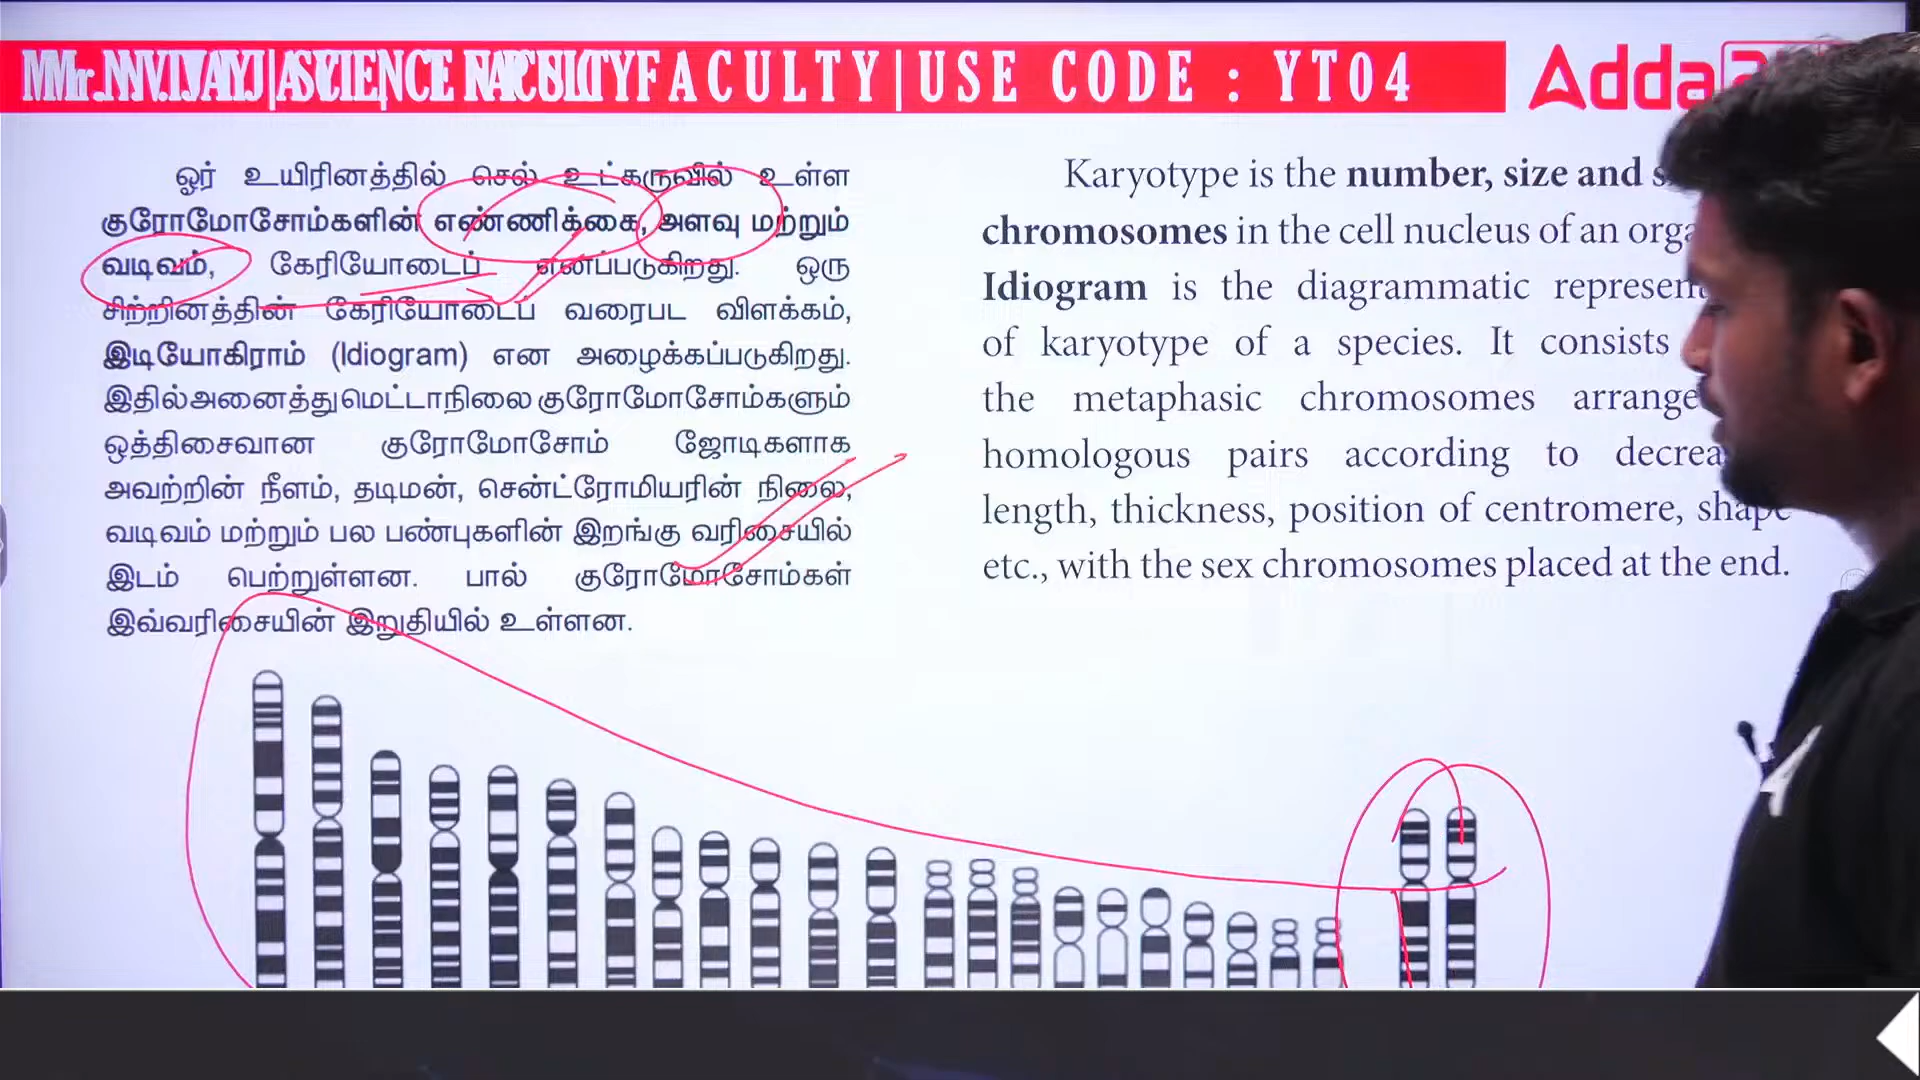 FACULTY | USE CODE : YT04
Adda
ஓர் உயிரினத்தில் செல் உட்கருவில் உள்ள
குரோமோசோம்களின் எண்ணிக்கை, அளவு மற்றும்
வடிவம், கேரியோடைப் எனப்படுகிறது. ஒரு
சிற்றினத்தின் கேரியோடைப் வரைபட விளக்கம்,
இடியோகிராம் (Idiogram) என அழைக்கப்படுகிறது.
இதில் அனைத்து மெட்டாநிலை குரோமோசோம்களும்
ஒத்திசைவான குரோமோசோம் ஜோடிகளாக
அவற்றின் நீளம், தடிமன், சென்ட்ரோமியரின் நிலை,
வடிவம் மற்றும் பல பண்புகளின் இறங்கு வரிசையில்
இடம் பெற்றுள்ளன. பால் குரோமோசோம்கள்
இவ்வரிசையின் இறுதியில் உள்ளன.
Karyotype is the number, size and
chromosomes in the cell nucleus of an
Idiogram is the diagrammatic
of karyotype of a species. It consists
the metaphasic chromosomes
homologous pairs according to
length, thickness, position of centromere, shape
etc., with the sex chromosomes placed at the end.